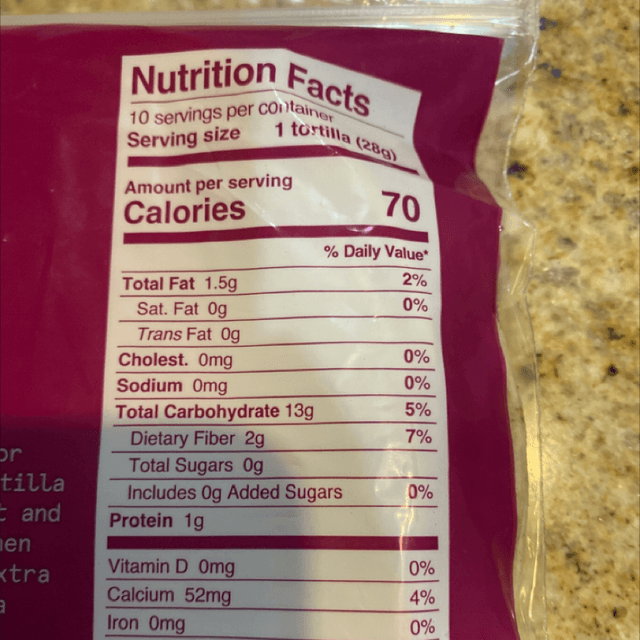 Nutrition Facts
10 servings per container
Serving size 1 tortilla (28g)
Amount per serving
Calories 70
% Daily Value*
Total Fat 1.5g 2%
Sat. Fat 0g 0%
Trans Fat 0g
Cholest. 0mg 0%
Sodium 0mg 0%
Total Carbohydrate 13g 5%
Dietary Fiber 2g 7%
Total Sugars 0g
Includes 0g Added Sugars 0%
Protein 1g
Vitamin D 0mg 0%
Calcium 52mg 4%
Iron 0mg 0%
or
tilla
and